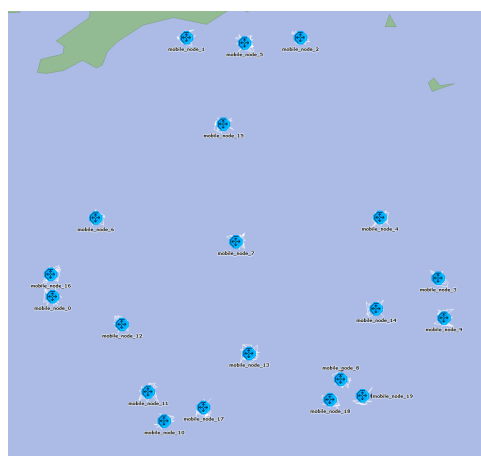 mobile_node_1
mobile_node_5
mobile_node_2
mobile_node_15
mobile_node_6
mobile_node_4
mobile_node_7
mobile_node_16
mobile_node_3
mobile_node_0
mobile_node_14
mobile_node_9
mobile_node_12
mobile_node_13
mobile_node_8
mobile_node_11
mobile_node_19
mobile_node_18
mobile_node_17
mobile_node_10